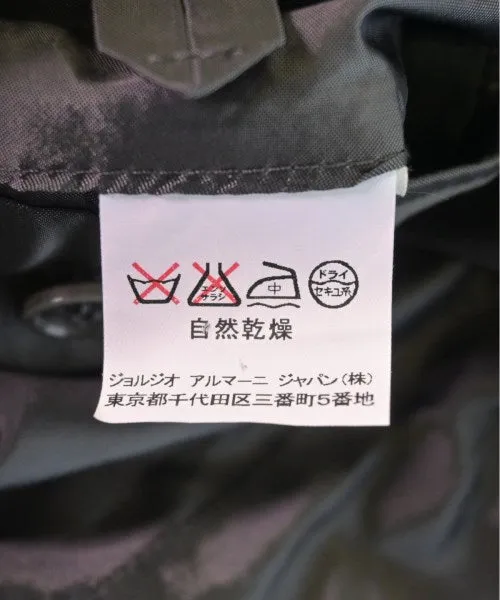 エンソ サラシ 中 ドライ セキユ系
自然乾燥
ジョルジオ アルマーニ ジャパン(株)
東京都千代田区三番町5番地